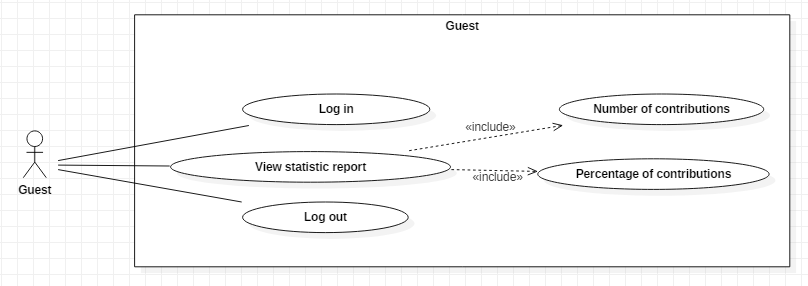 Guest
Log in
Number of contributions
«include»
Guest
View statistic report
«include»
Percentage of contributions
Log out